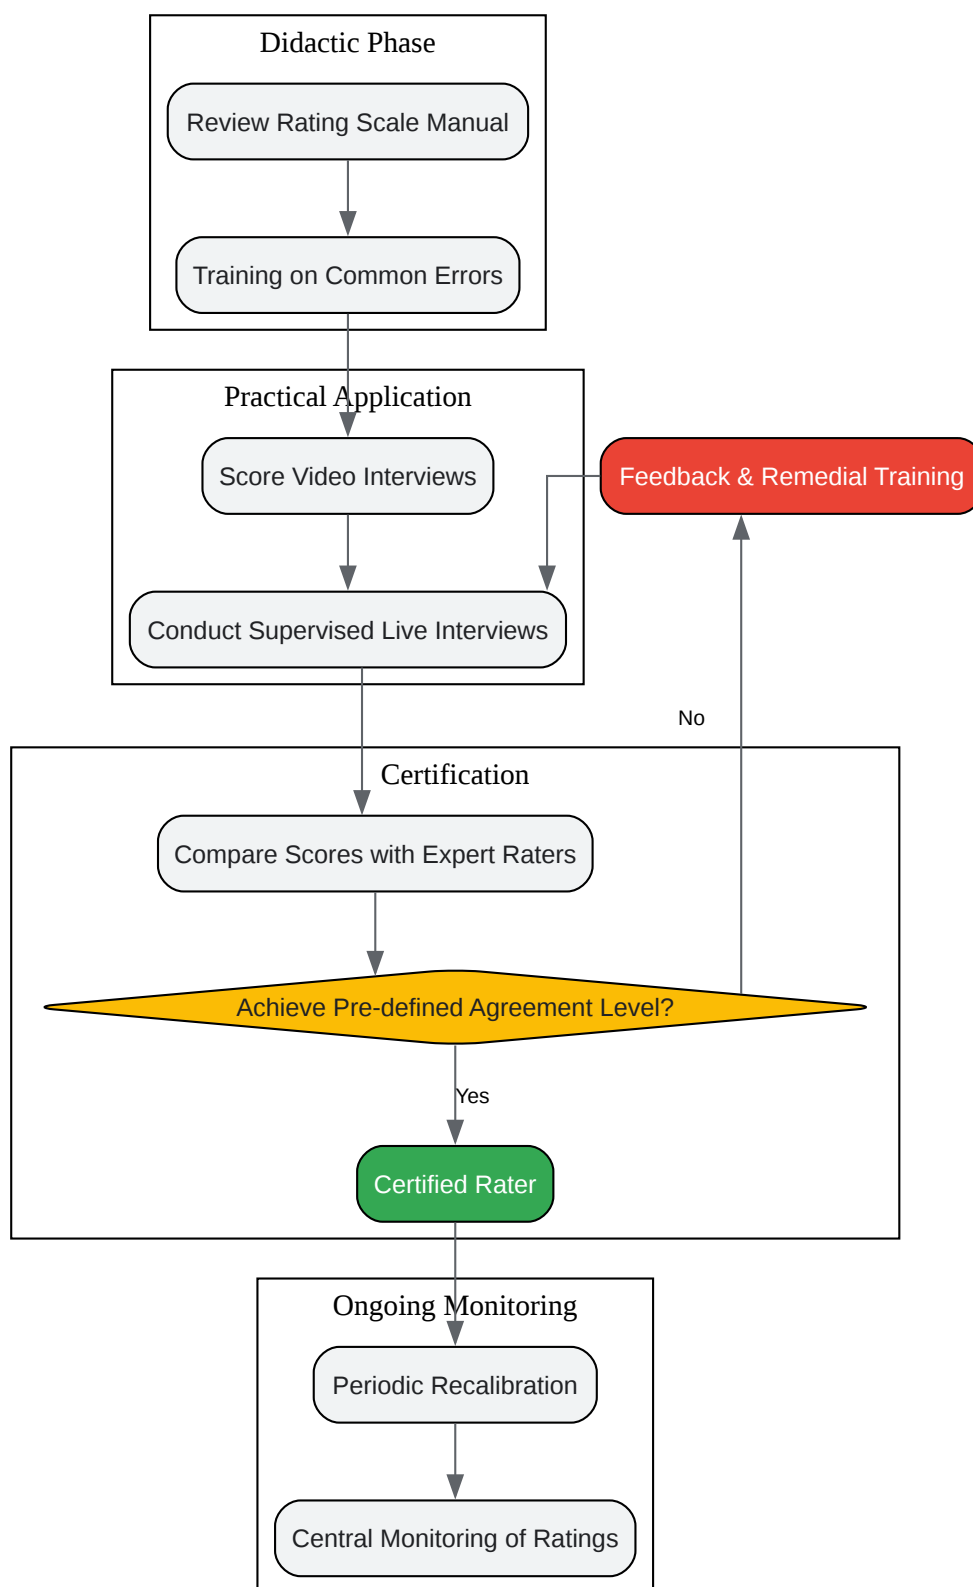 Didactic Phase
Review Rating Scale Manual
Training on Common Errors
Practical Application
Score Video Interviews
Feedback & Remedial Training
Conduct Supervised Live Interviews
No
Certification
Compare Scores with Expert Raters
Achieve Pre-defined Agreement Level?
Yes
Certified Rater
Ongoing Monitoring
Periodic Recalibration
Central Monitoring of Ratings